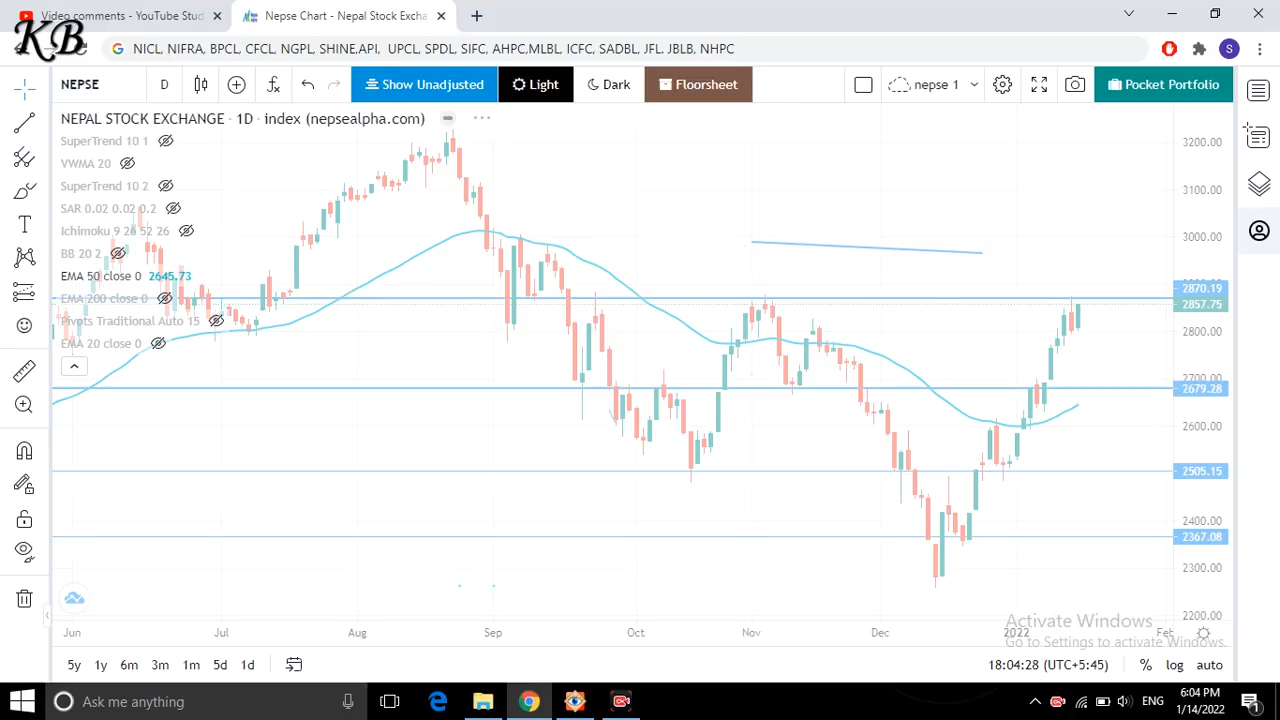 Video comments - YouTube Stud
Nepse Chart - Nepal Stock Excha
KB
NICL, NIFRA, BPCL, CFCL, NGPL, SHINE,API, UPCL, SPDL, SIFC, AHPC,MLBL, ICFC, SADBL, JFL, JBLB, NHPC
S
NEPSE D Show Unadjusted Light Dark Floorsheet nepse 1 Pocket Portfolio
NEPAL STOCK EXCHANGE · 1D · index (nepsealpha.com)
SuperTrend 10 1
VWMA 20
SuperTrend 10 2
SAR 0.02 0.02 0.2
Ichimoku 9 26 52 26
BB 20 2
EMA 50 close 0 2645.73
EMA 200 close 0
Pivots Traditional Auto 15
EMA 20 close 0
3200.00
3100.00
3000.00
2870.19
2857.75
2800.00
2700.00
2679.28
2600.00
2505.15
2400.00
2367.08
2300.00
2200.00
Jun Jul Aug Sep Oct Nov Dec 2022 Fet
Activate Windows
Go to Settings to activate Windows.
5y 1y 6m 3m 1m 5d 1d
18:04:28 (UTC+5:45) % log auto
Ask me anything
ENG
6:04 PM
1/14/2022
1